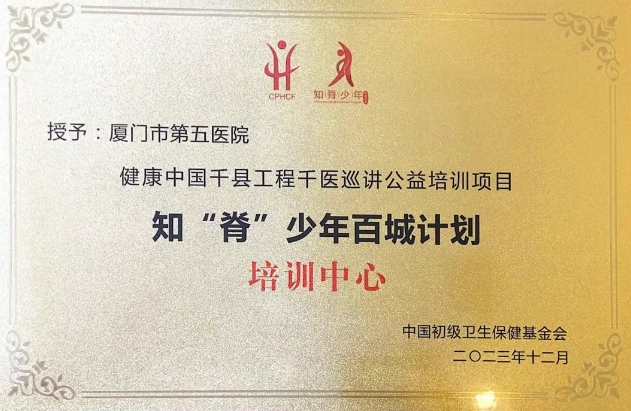 CPHCF
知脊少年
授予：厦门市第五医院
健康中国千县工程千医巡讲公益培训项目
知“脊”少年百城计划
培训中心
中国初级卫生保健基金会
二〇二三年十二月